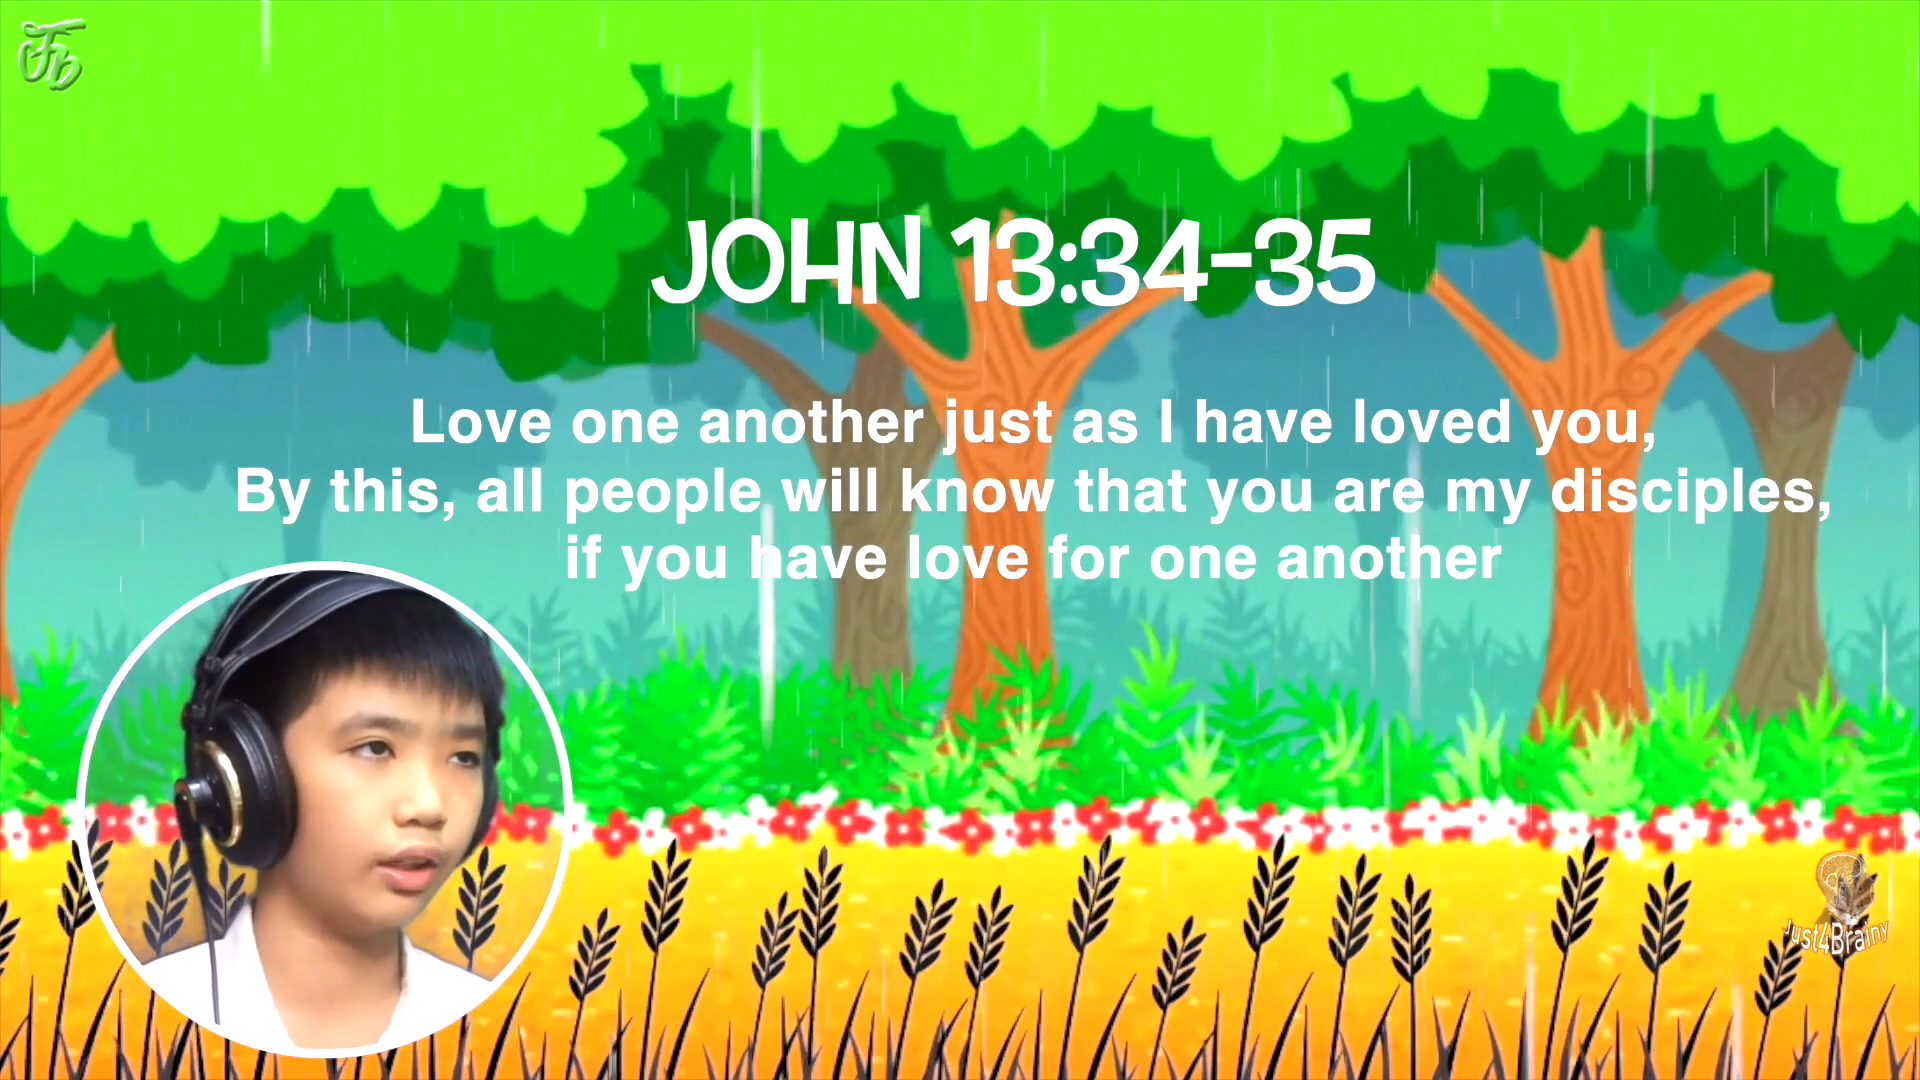 JOHN 13:34-35
Love one another just as I have loved you,
By this, all people will know that you are my disciples,
if you have love for one another
Just4Brainy